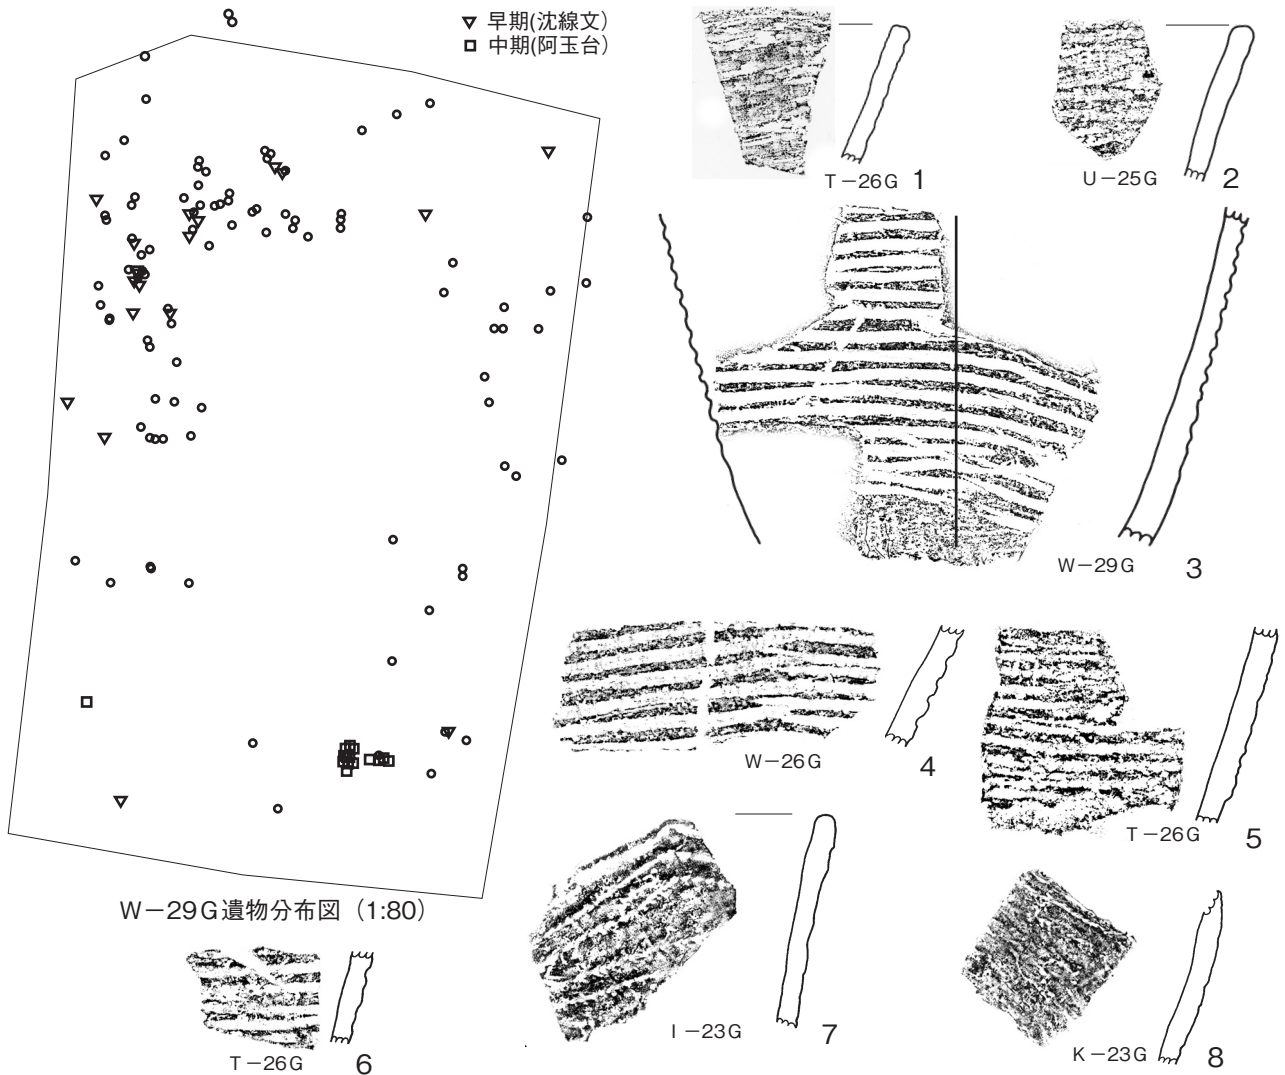 ▽ 早期(沈線文)
□ 中期(阿玉台)
T－26G 1
U－25G 2
W－29G 3
W－26G 4
T－26G 5
W－29G遺物分布図（1:80）
T－26G 6
I－23G 7
K－23G 8